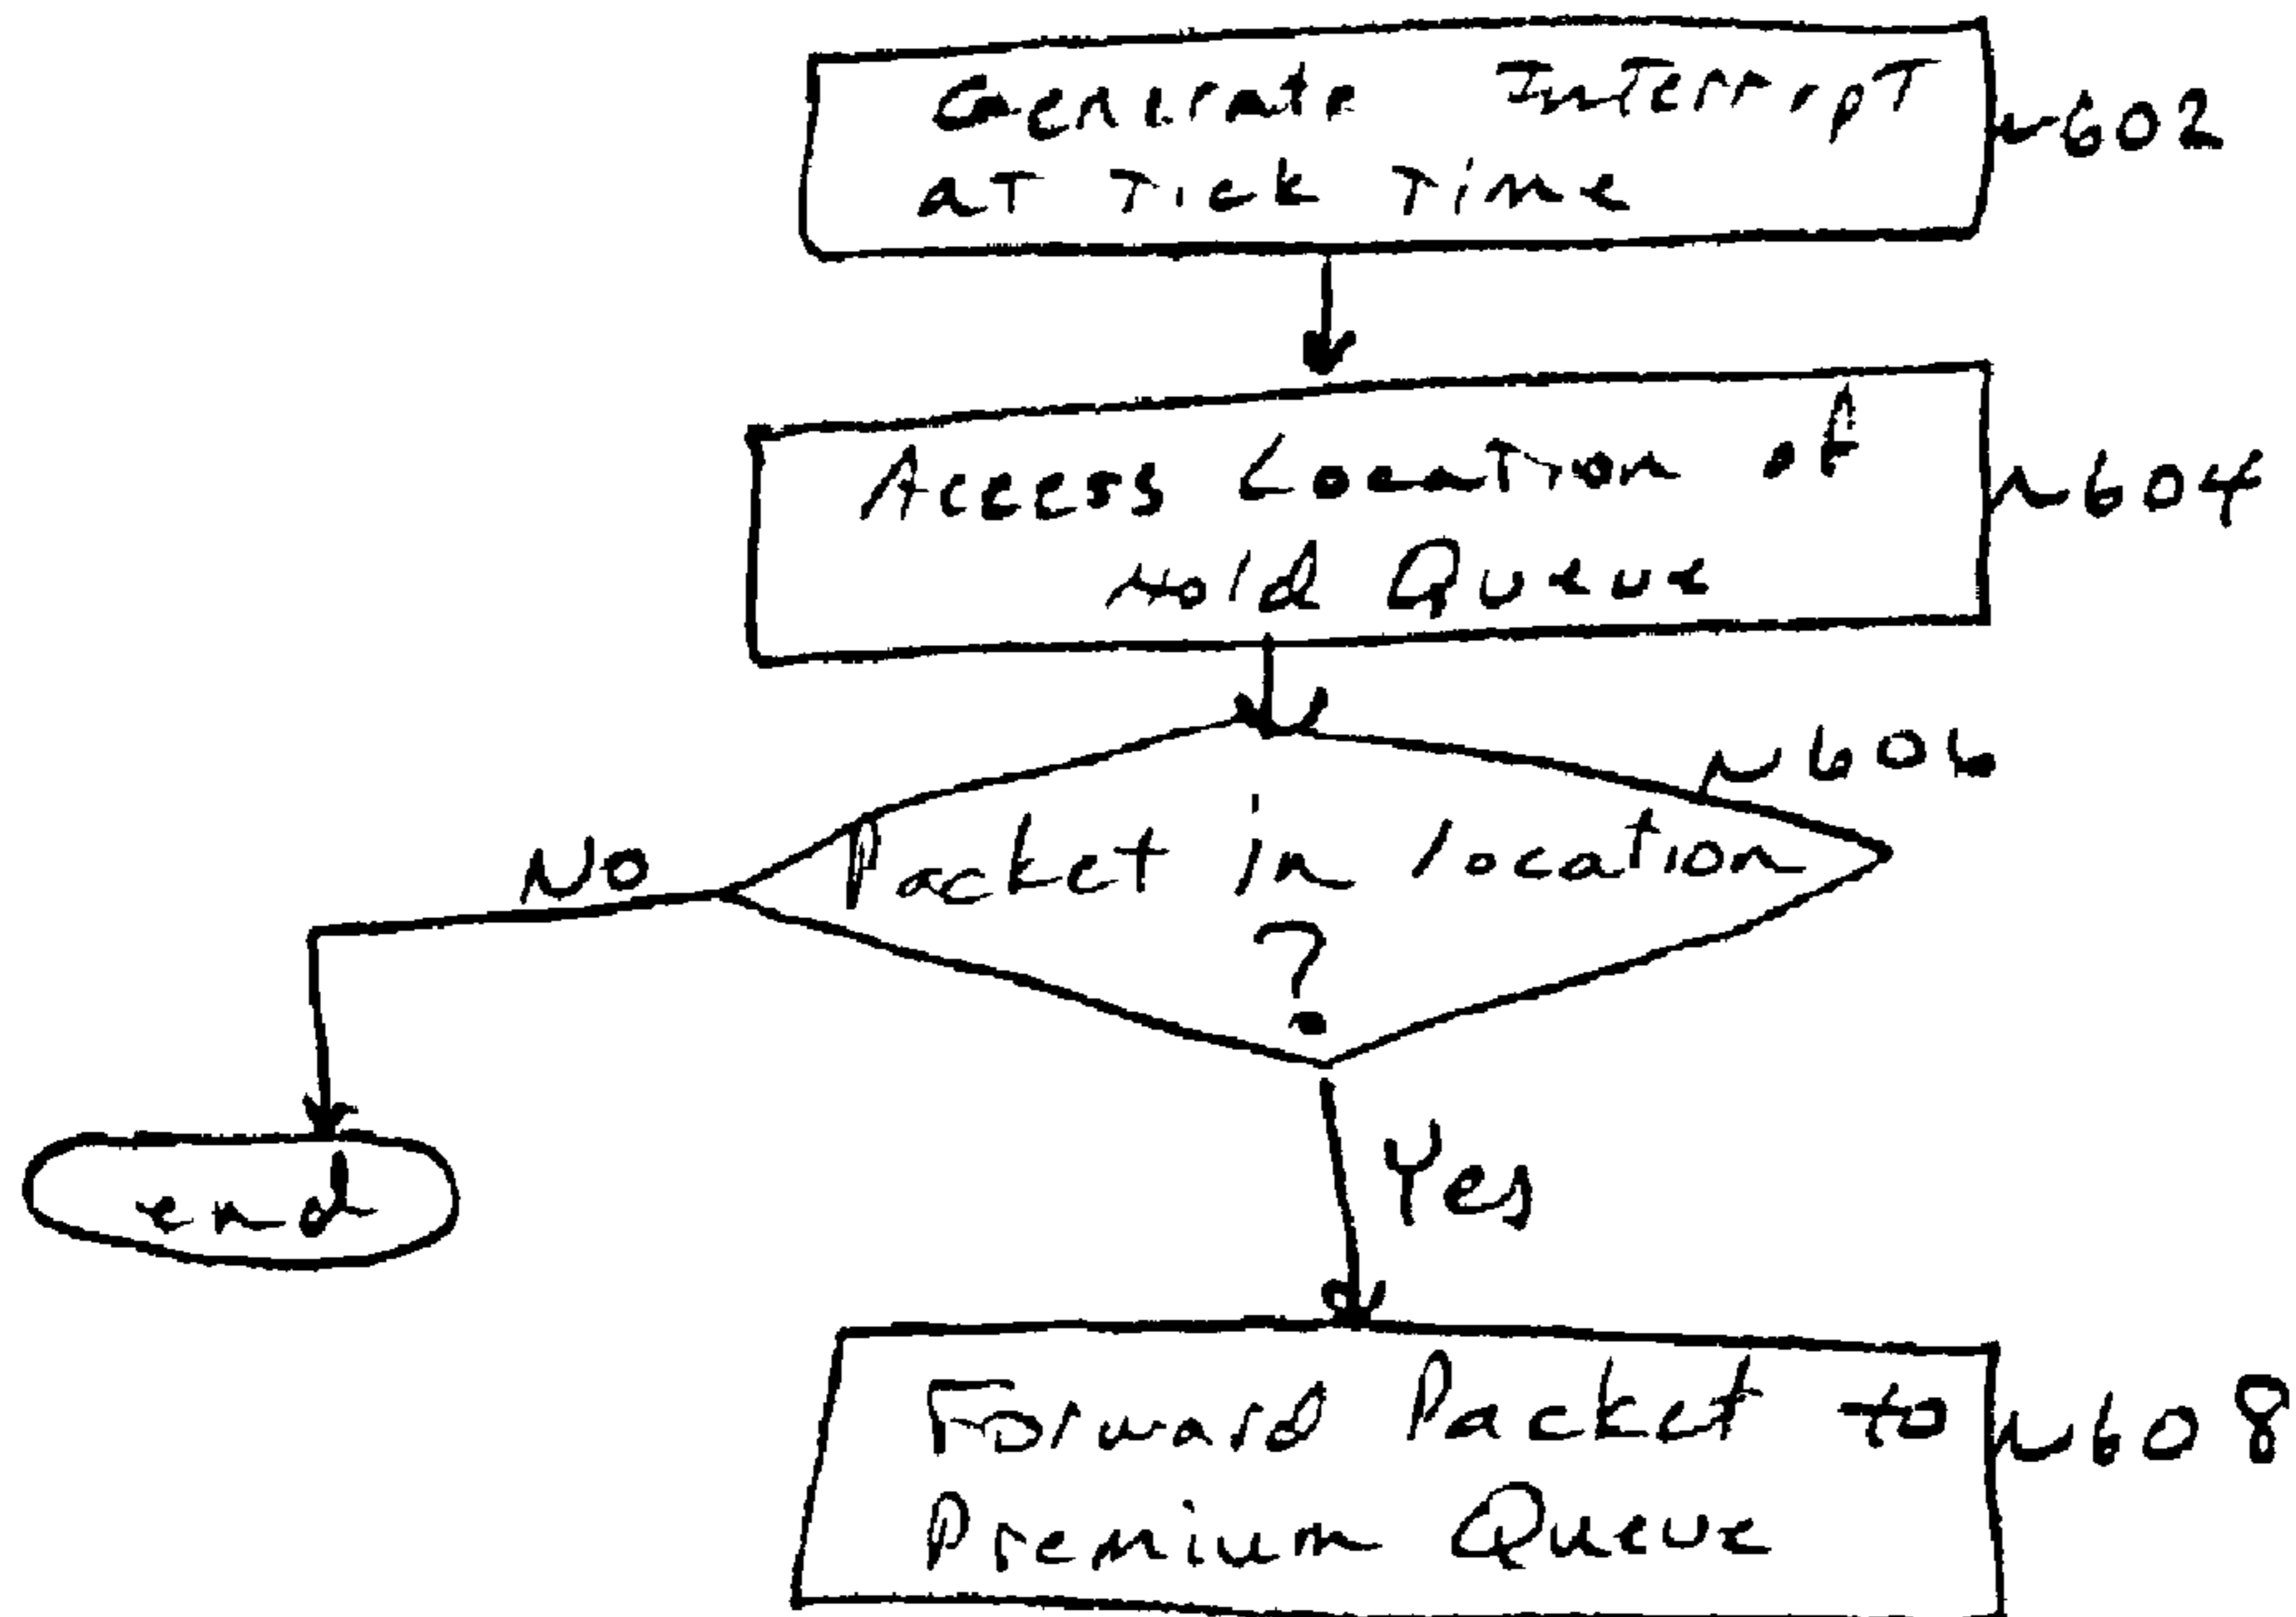 Generate Interrupt 602
at Tick Time
Access Location of 604
Hold Queue
606
Packet in location
?
No
Yes
end
Forward Packet to 608
Premium Queue